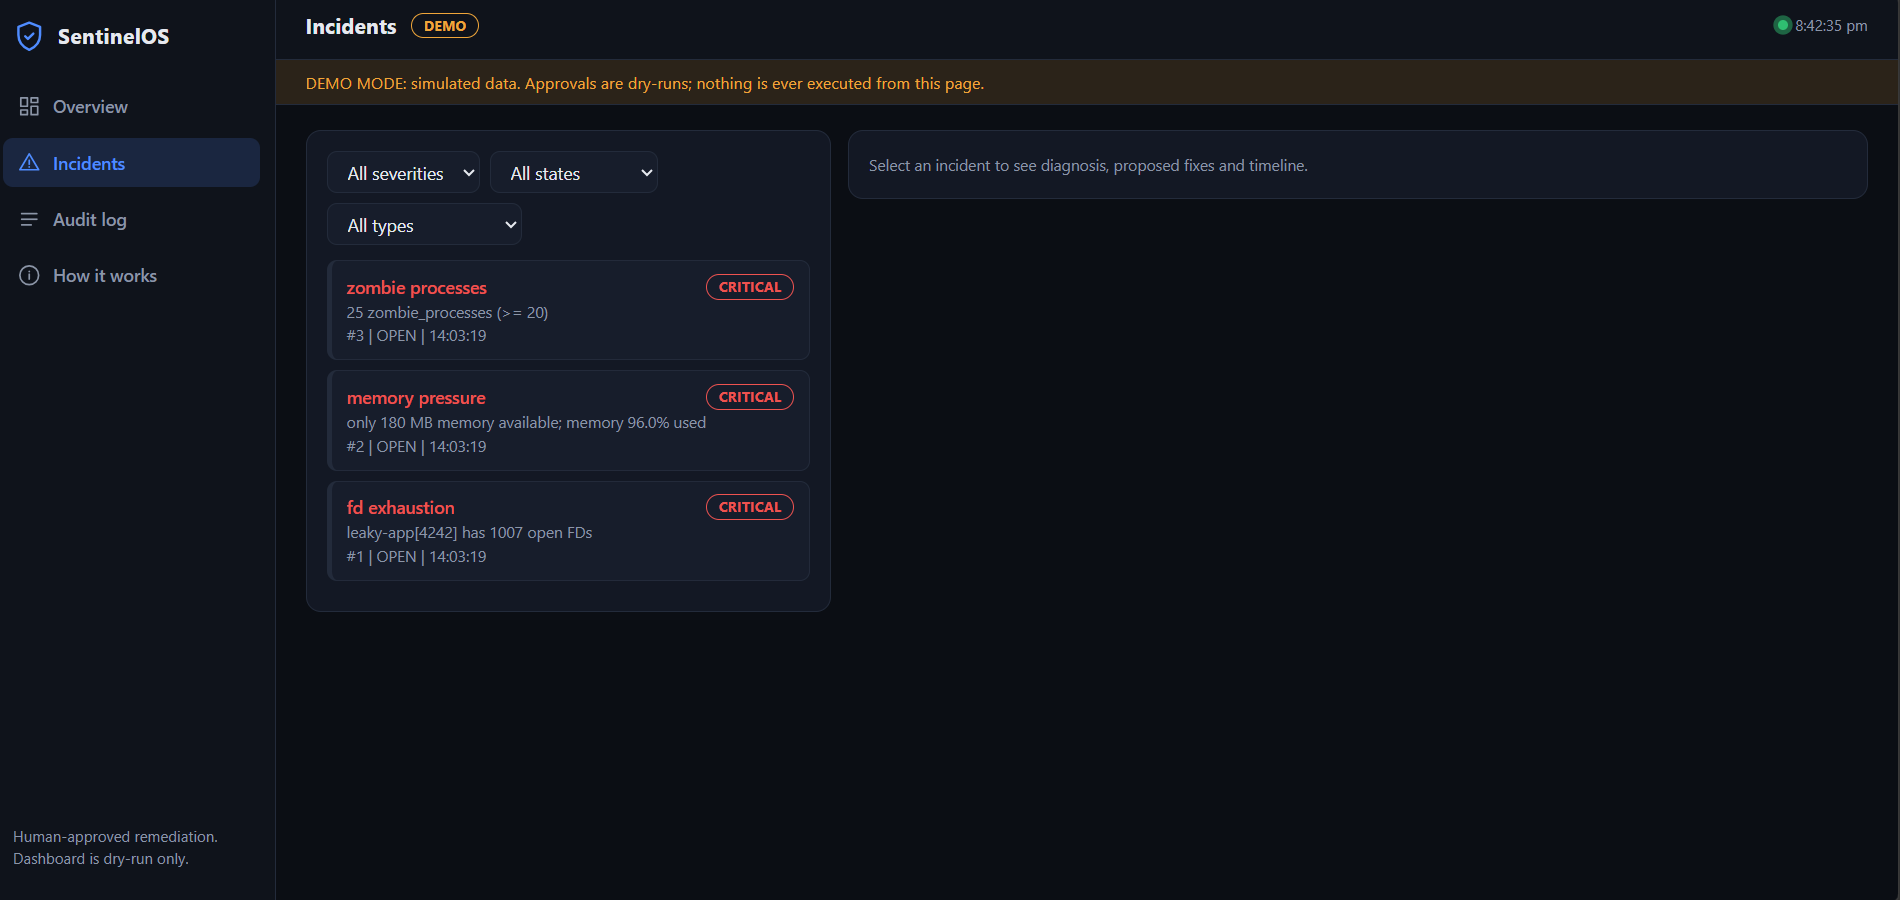 SentinelOS
Overview
Incidents
Audit log
How it works
Human-approved remediation.
Dashboard is dry-run only.
Incidents
DEMO
8:42:35 pm
DEMO MODE: simulated data. Approvals are dry-runs; nothing is ever executed from this page.
All severities
All states
All types
zombie processes
CRITICAL
25 zombie_processes (>= 20)
#3 | OPEN | 14:03:19
memory pressure
CRITICAL
only 180 MB memory available; memory 96.0% used
#2 | OPEN | 14:03:19
fd exhaustion
CRITICAL
leaky-app[4242] has 1007 open FDs
#1 | OPEN | 14:03:19
Select an incident to see diagnosis, proposed fixes and timeline.